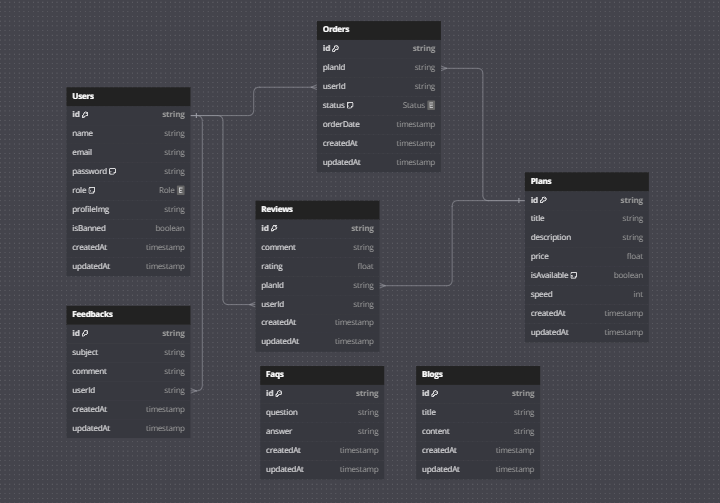 Orders
id string
planId string
userId string
status Status E
orderDate timestamp
createdAt timestamp
updatedAt timestamp
Users
id string
name string
email string
password string
role Role E
profileImg string
isBanned boolean
createdAt timestamp
updatedAt timestamp
Plans
id string
title string
description string
price float
isAvailable boolean
speed int
createdAt timestamp
updatedAt timestamp
Reviews
id string
comment string
rating float
planId string
userId string
createdAt timestamp
updatedAt timestamp
Feedbacks
id string
subject string
comment string
userId string
createdAt timestamp
updatedAt timestamp
Faqs
id string
question string
answer string
createdAt timestamp
updatedAt timestamp
Blogs
id string
title string
content string
createdAt timestamp
updatedAt timestamp